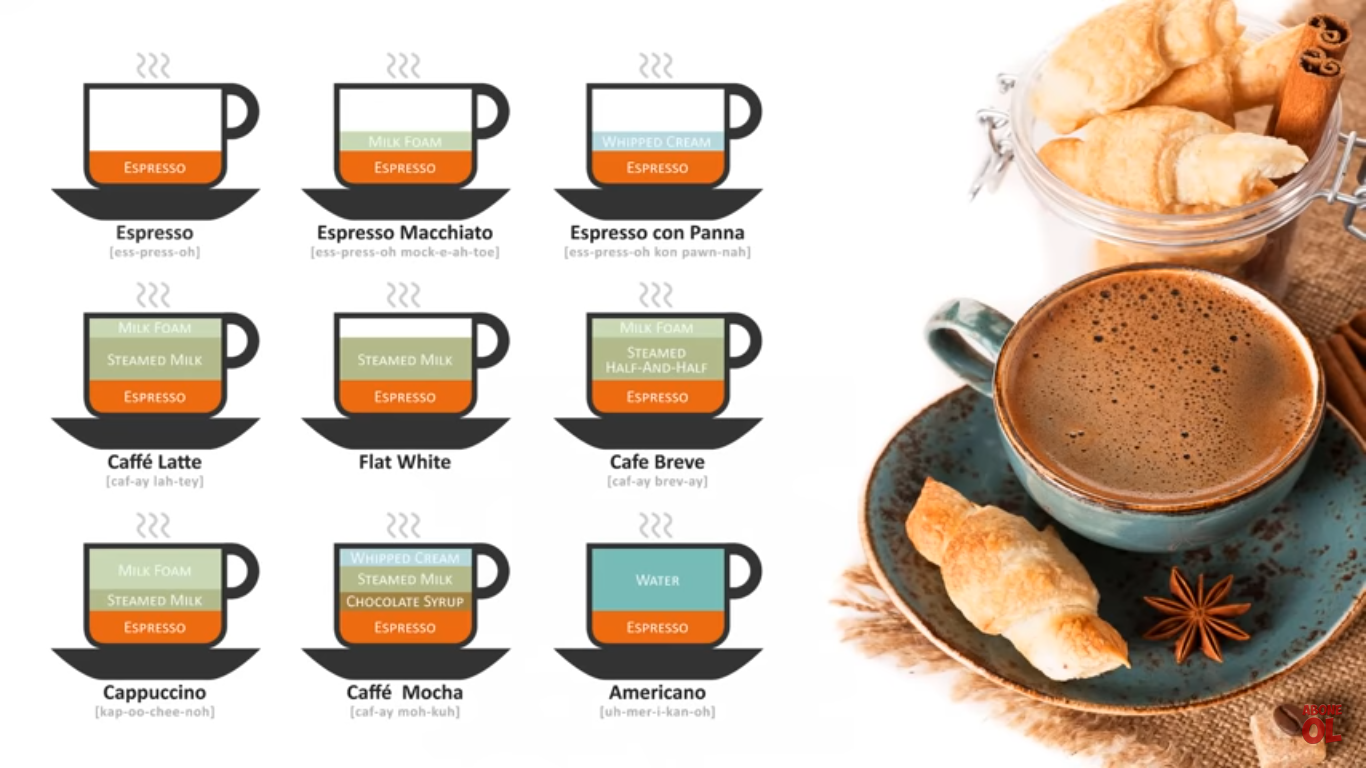 Espresso
Espresso
[ess-press-oh]
Milk Foam
Espresso
Espresso Macchiato
[ess-press-oh mock-e-ah-toe]
Whipped Cream
Espresso
Espresso con Panna
[ess-press-oh kon pawn-nah]
Milk Foam
Steamed Milk
Espresso
Caffé Latte
[caf-ay lah-tey]
Steamed Milk
Espresso
Flat White
Milk Foam
Steamed
Half-And-Half
Espresso
Cafe Breve
[caf-ay brev-ay]
Milk Foam
Steamed Milk
Espresso
Cappuccino
[kap-oo-chee-noh]
Whipped Cream
Steamed Milk
Chocolate Syrup
Espresso
Caffé Mocha
[caf-ay moh-kuh]
Water
Espresso
Americano
[uh-mer-i-kan-oh]
OL